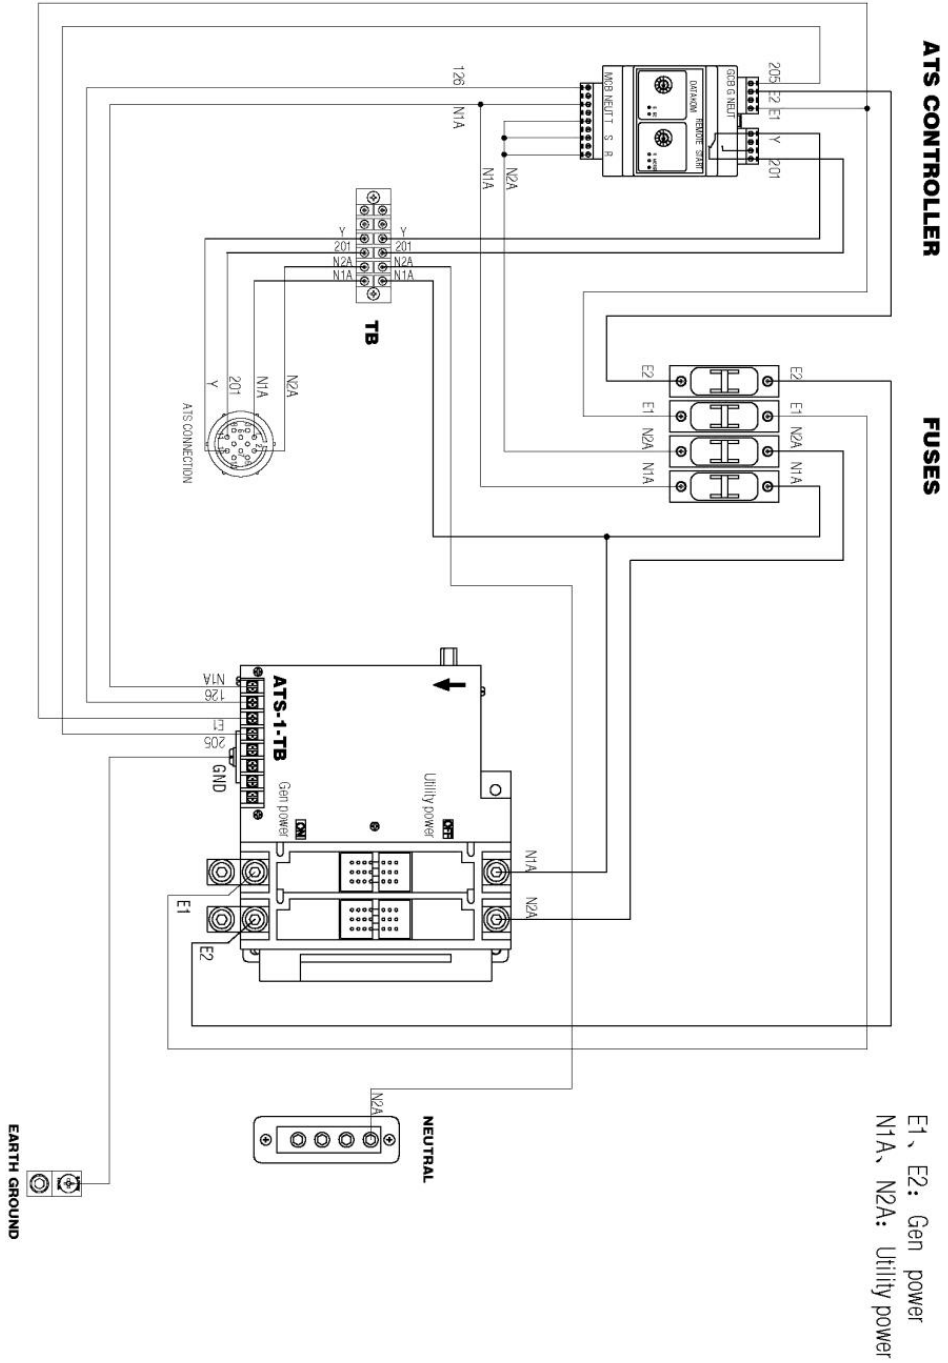 ATS CONTROLLER
FUSES
126
N1A
MCB NEUT T S R
DATAKOM REMOTE START
GCB G NEUT
205
E2
E1
Y
201
N1A
N2A
Y
201
N2A
N1A
Y
201
N2A
N1A
TB
Y
201
N1A
N2A
ATS CONNECTION
E2
E1
N2A
N1A
E2
E1
N2A
N1A
N1A
126
E1
205
GND
ATS-1-TB
Gen power
ON
Utility power
OFF
N1A
N2A
E1
E2
N2A
NEUTRAL
EARTH GROUND
E1、E2: Gen power
N1A、N2A: Utility power